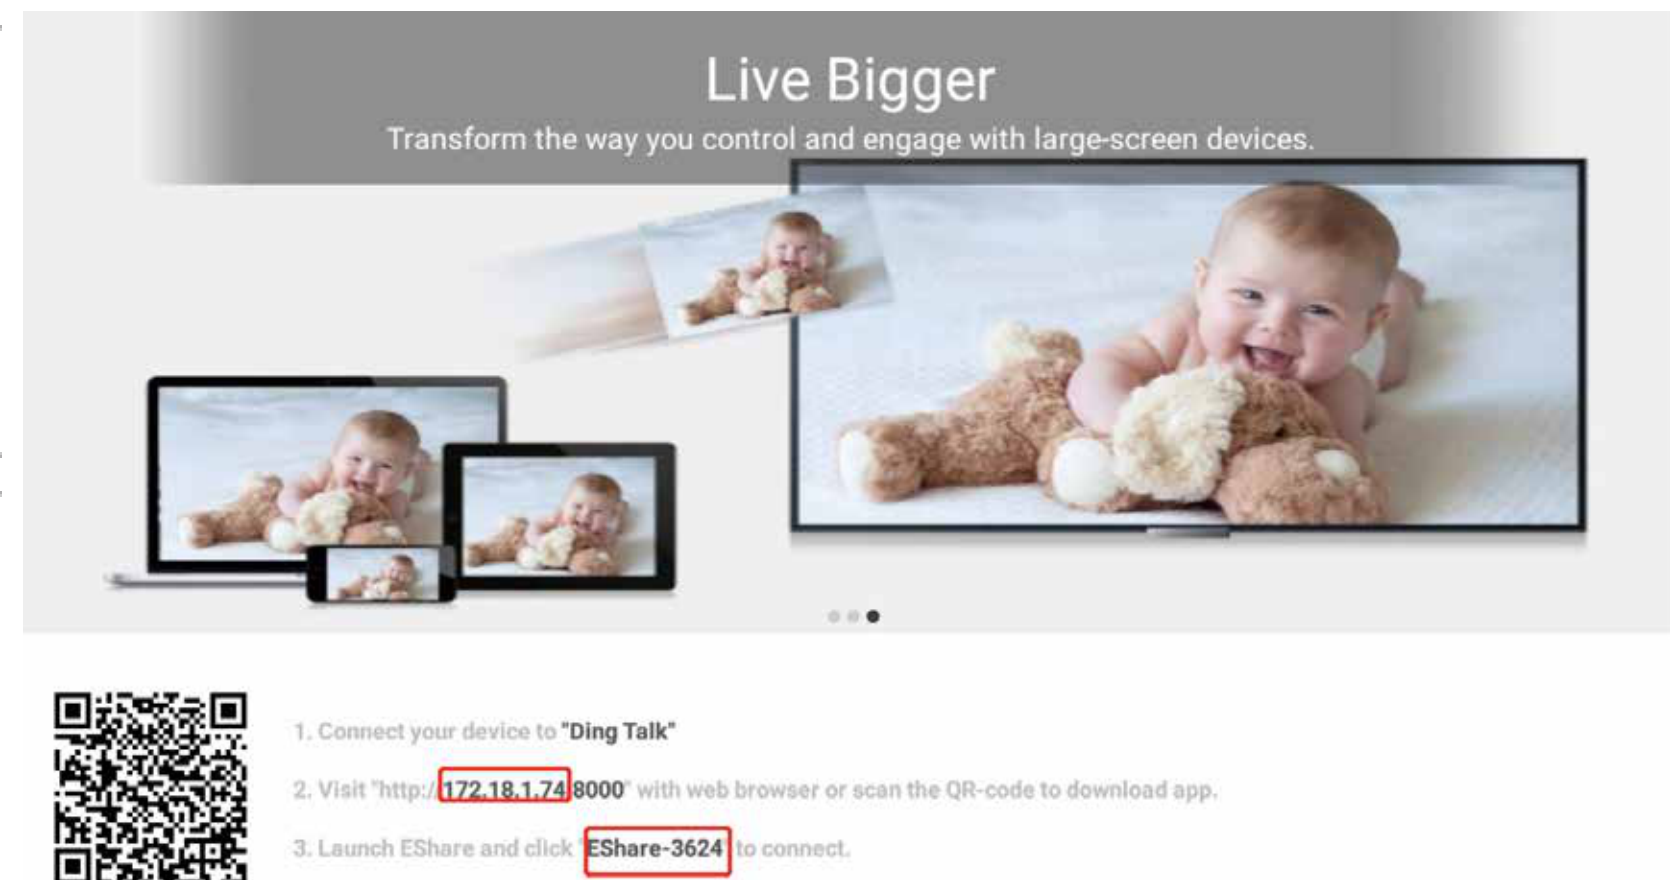 Live Bigger
Transform the way you control and engage with large-screen devices.
1. Connect your device to "Ding Talk"
2. Visit "http://172.18.1.74:8000" with web browser or scan the QR-code to download app.
3. Launch EShare and click "EShare-3624" to connect.